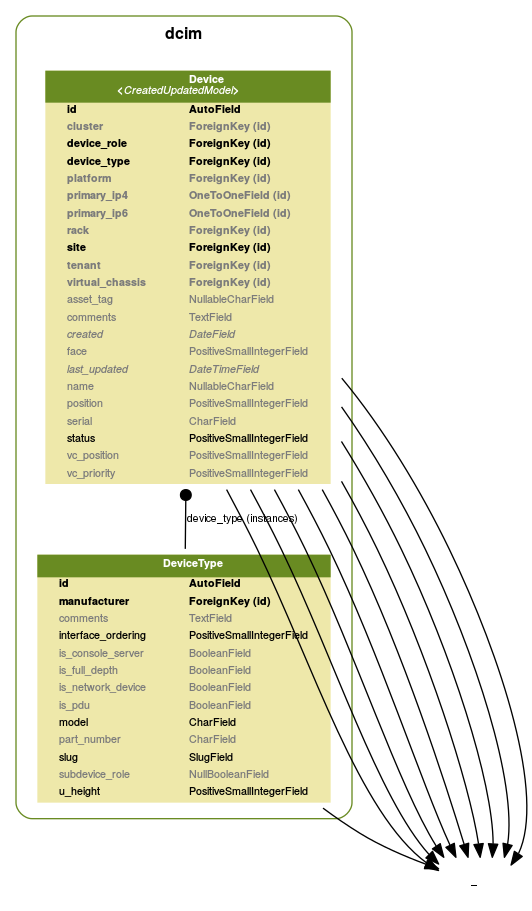 dcim
Device
<CreatedUpdatedModel>
id AutoField
cluster ForeignKey (id)
device_role ForeignKey (id)
device_type ForeignKey (id)
platform ForeignKey (id)
primary_ip4 OneToOneField (id)
primary_ip6 OneToOneField (id)
rack ForeignKey (id)
site ForeignKey (id)
tenant ForeignKey (id)
virtual_chassis ForeignKey (id)
asset_tag NullableCharField
comments TextField
created DateField
face PositiveSmallIntegerField
last_updated DateTimeField
name NullableCharField
position PositiveSmallIntegerField
serial CharField
status PositiveSmallIntegerField
vc_position PositiveSmallIntegerField
vc_priority PositiveSmallIntegerField
device_type (instances)
DeviceType
id AutoField
manufacturer ForeignKey (id)
comments TextField
interface_ordering PositiveSmallIntegerField
is_console_server BooleanField
is_full_depth BooleanField
is_network_device BooleanField
is_pdu BooleanField
model CharField
part_number CharField
slug SlugField
subdevice_role NullBooleanField
u_height PositiveSmallIntegerField
_